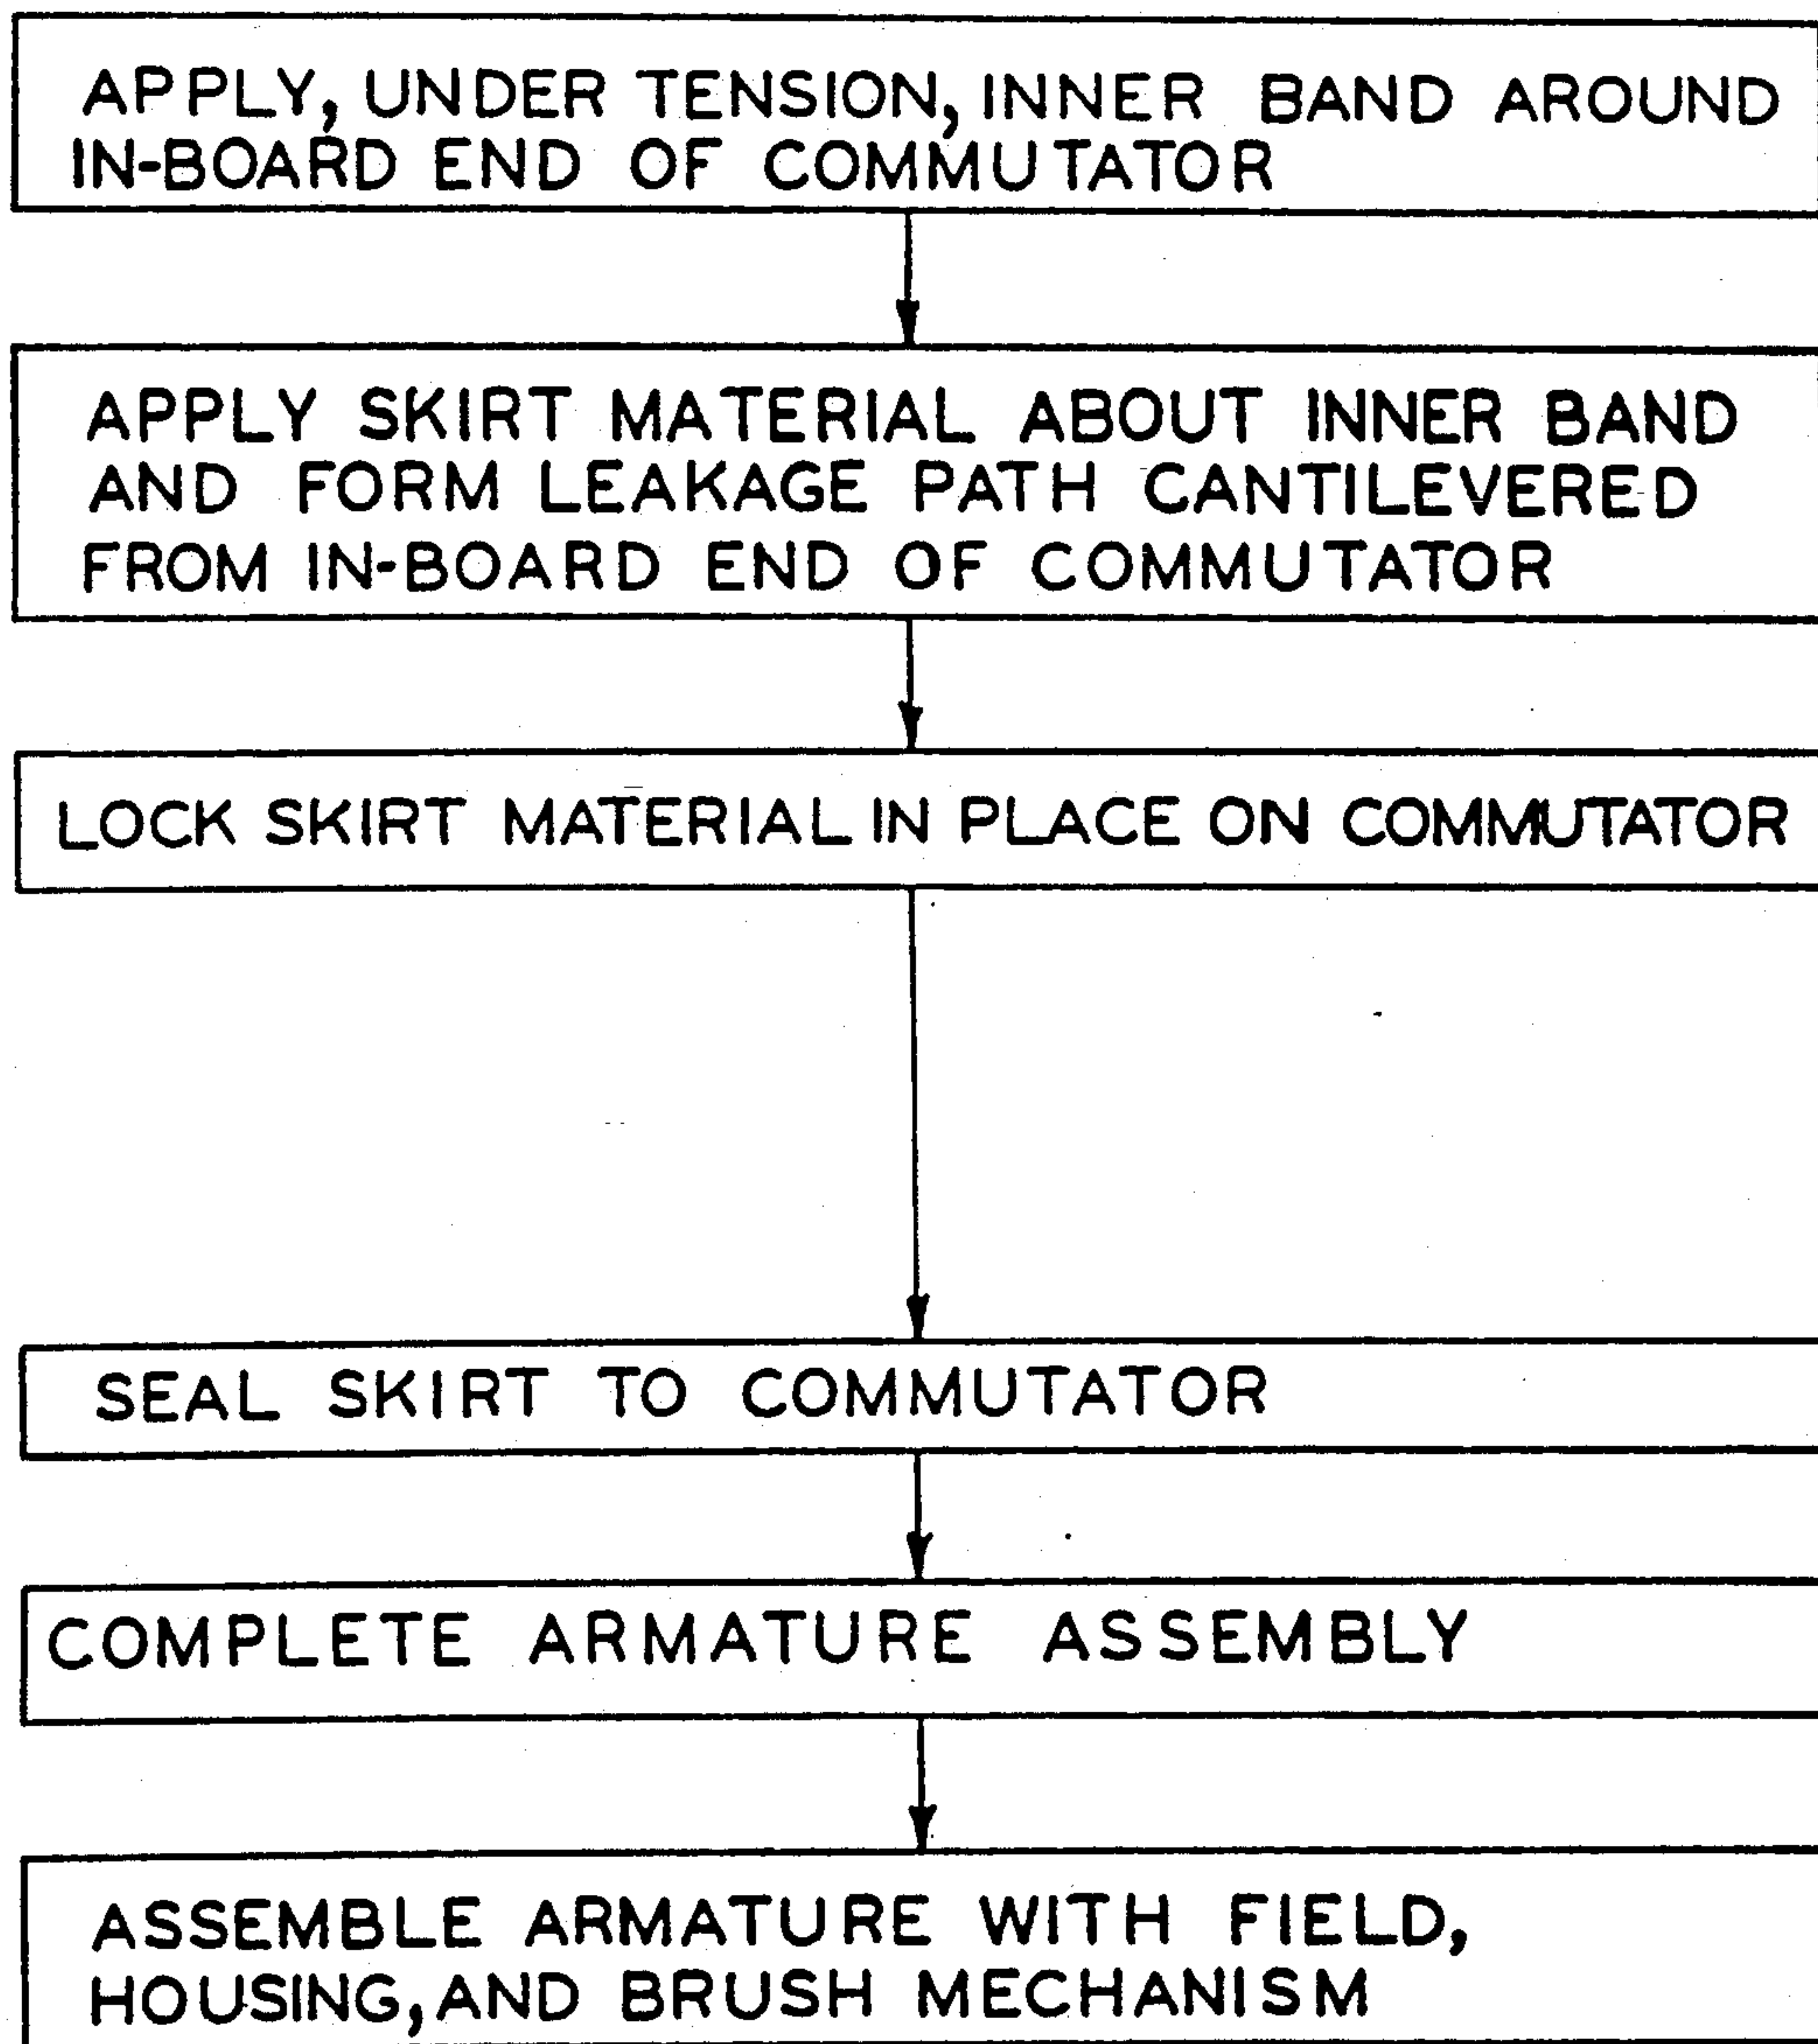 APPLY, UNDER TENSION, INNER BAND AROUND
IN-BOARD END OF COMMUTATOR
APPLY SKIRT MATERIAL ABOUT INNER BAND
AND FORM LEAKAGE PATH CANTILEVERED
FROM IN-BOARD END OF COMMUTATOR
LOCK SKIRT MATERIAL IN PLACE ON COMMUTATOR
SEAL SKIRT TO COMMUTATOR
COMPLETE ARMATURE ASSEMBLY
ASSEMBLE ARMATURE WITH FIELD,
HOUSING, AND BRUSH MECHANISM